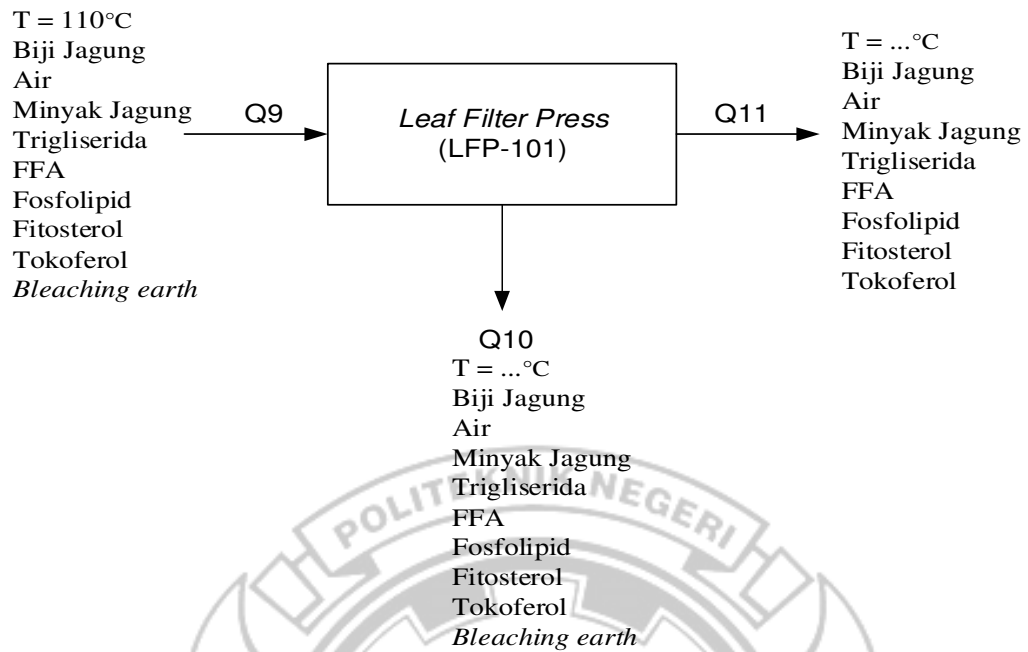 T = 110°C
Biji Jagung
Air
Minyak Jagung
Trigliserida
FFA
Fosfolipid
Fitosterol
Tokoferol
Bleaching earth
Q9
Leaf Filter Press
(LFP-101)
Q11
T = ...°C
Biji Jagung
Air
Minyak Jagung
Trigliserida
FFA
Fosfolipid
Fitosterol
Tokoferol
Q10
T = ...°C
Biji Jagung
Air
Minyak Jagung
Trigliserida
FFA
Fosfolipid
Fitosterol
Tokoferol
Bleaching earth
POLITEKNIK NEGERI